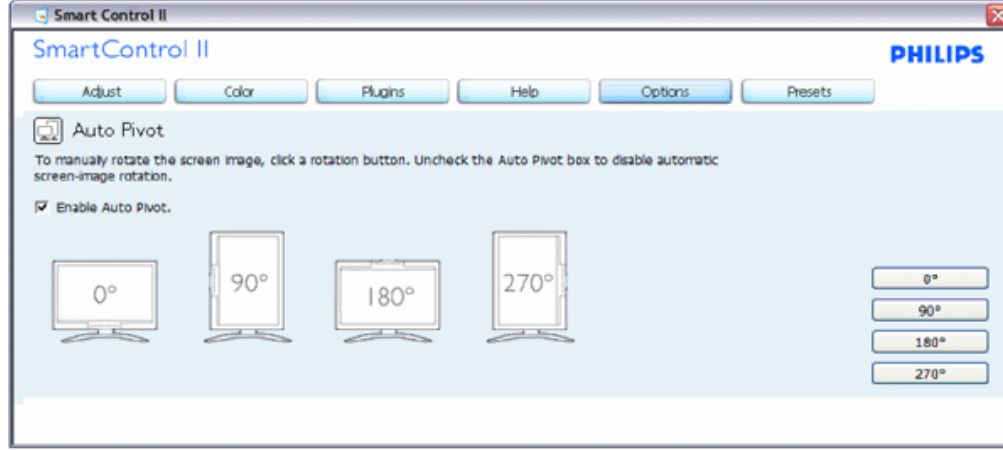 Smart Control II
SmartControl II
PHILIPS
Adjust Color Plugins Help Options Presets
Auto Pivot
To manually rotate the screen image, click a rotation button. Uncheck the Auto Pivot box to disable automatic
screen-image rotation.
Enable Auto Pivot.
0° 90° 180° 270°
0°
90°
180°
270°